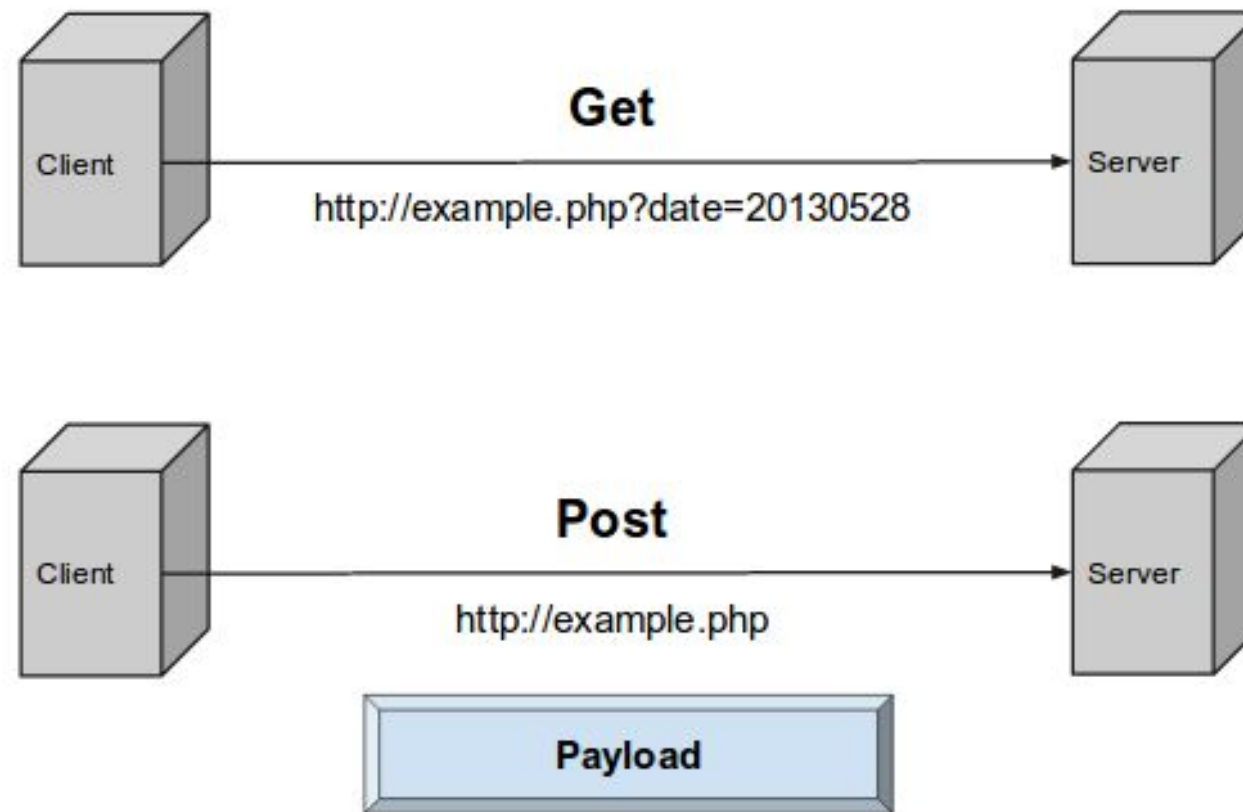 Get
Client
Server
http://example.php?date=20130528
Post
Client
Server
http://example.php
Payload